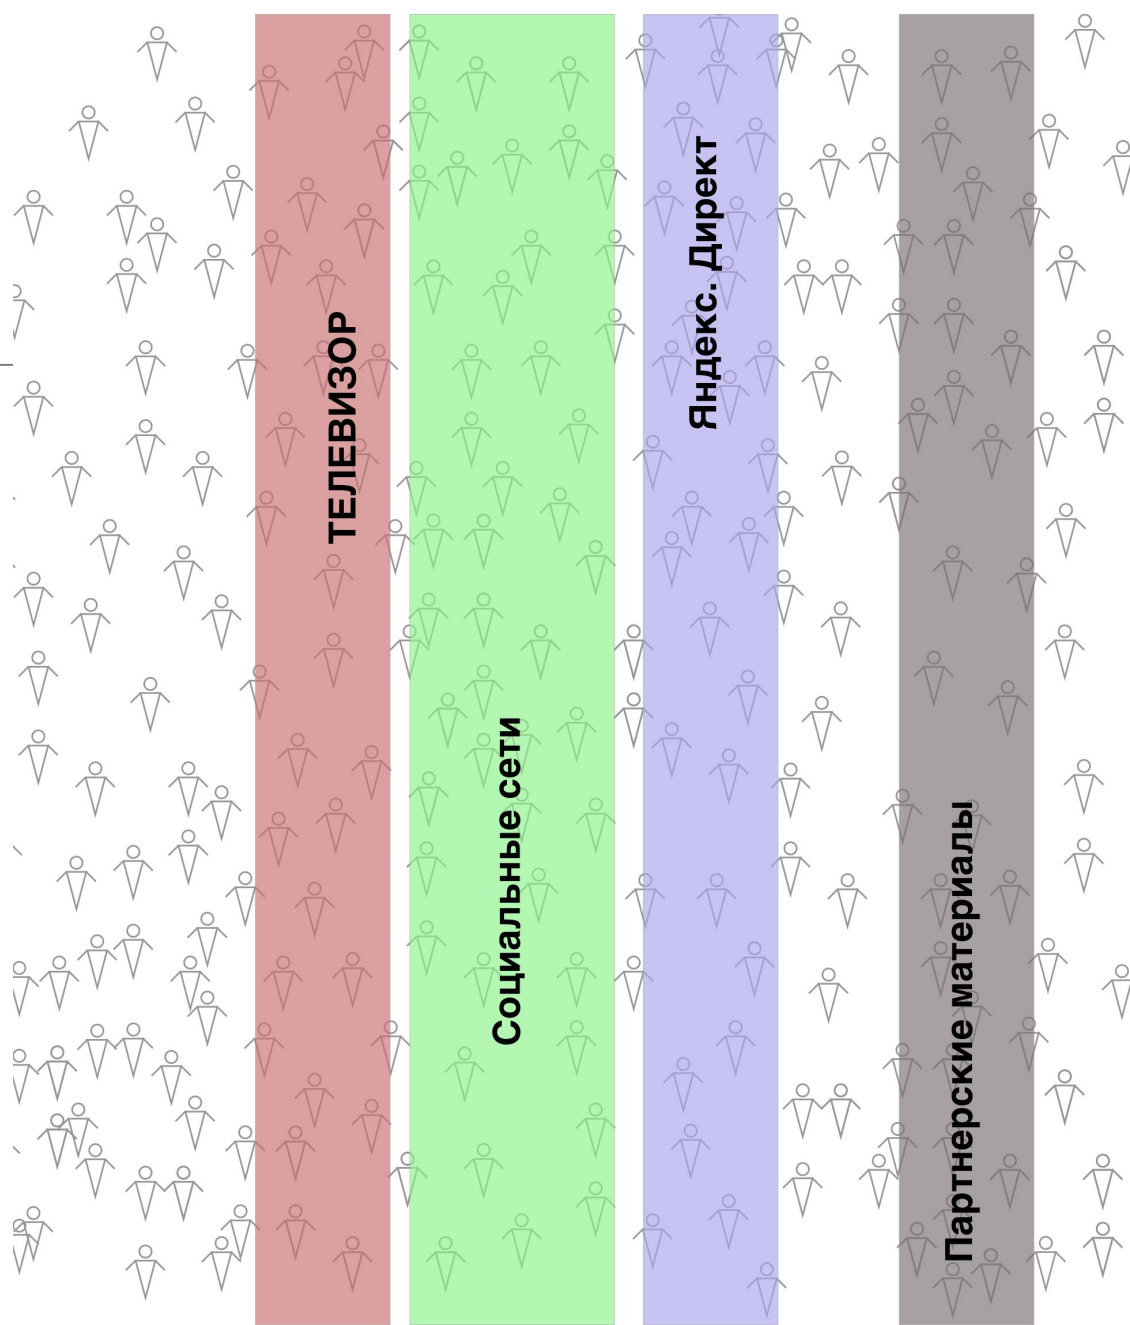 ТЕЛЕВИЗОР
Социальные сети
Яндекс. Директ
Партнерские материалы